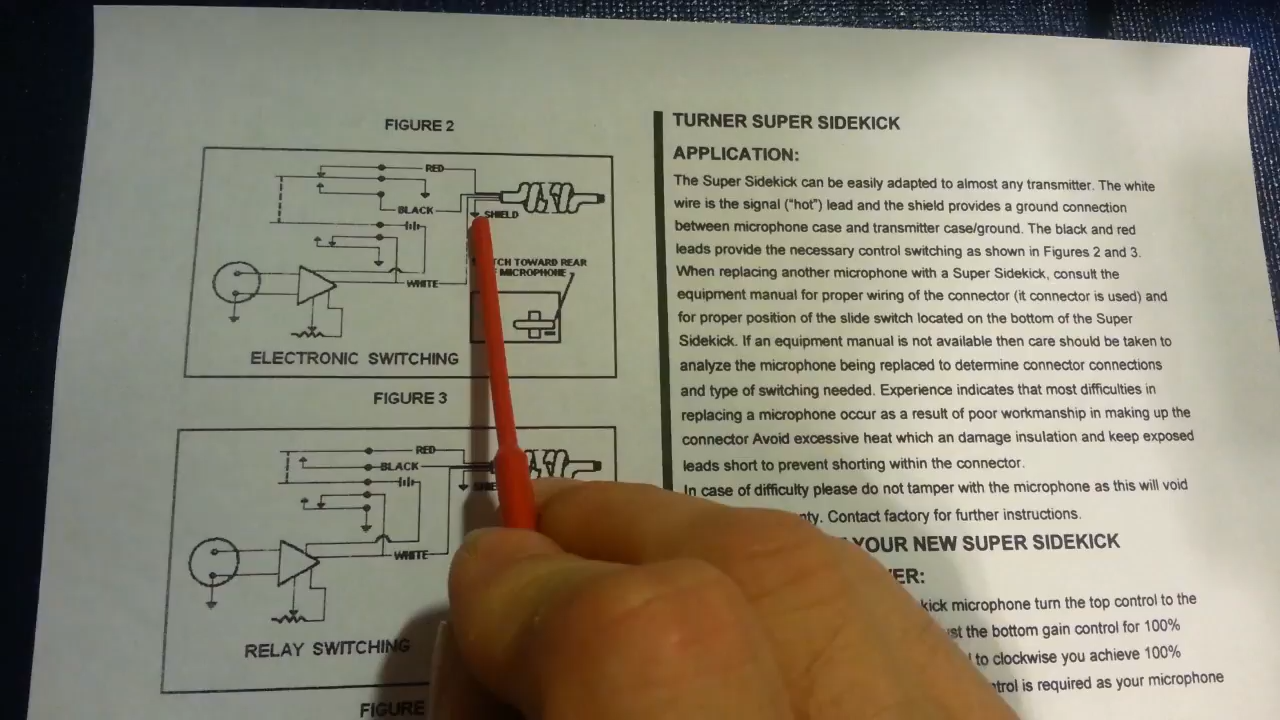 FIGURE 2
RED
BLACK
SHIELD
TOWARD REAR
MICROPHONE
WHITE
ELECTRONIC SWITCHING
FIGURE 3
RED
BLACK
WHITE
RELAY SWITCHING
FIGURE
TURNER SUPER SIDEKICK
APPLICATION:
The Super Sidekick can be easily adapted to almost any transmitter. The white
wire is the signal ("hot") lead and the shield provides a ground connection
between microphone case and transmitter case/ground. The black and red
leads provide the necessary control switching as shown in Figures 2 and 3.
When replacing another microphone with a Super Sidekick, consult the
equipment manual for proper wiring of the connector (it connector is used) and
for proper position of the slide switch located on the bottom of the Super
Sidekick. If an equipment manual is not available then care should be taken to
analyze the microphone being replaced to determine connector connections
and type of switching needed. Experience indicates that most difficulties in
replacing a microphone occur as a result of poor workmanship in making up the
connector Avoid excessive heat which an damage insulation and keep exposed
leads short to prevent shorting within the connector.
In case of difficulty please do not tamper with the microphone as this will void
Contact factory for further instructions.
YOUR NEW SUPER SIDEKICK
microphone turn the top control to the
the bottom gain control for 100%
to clockwise you achieve 100%
is required as your microphone